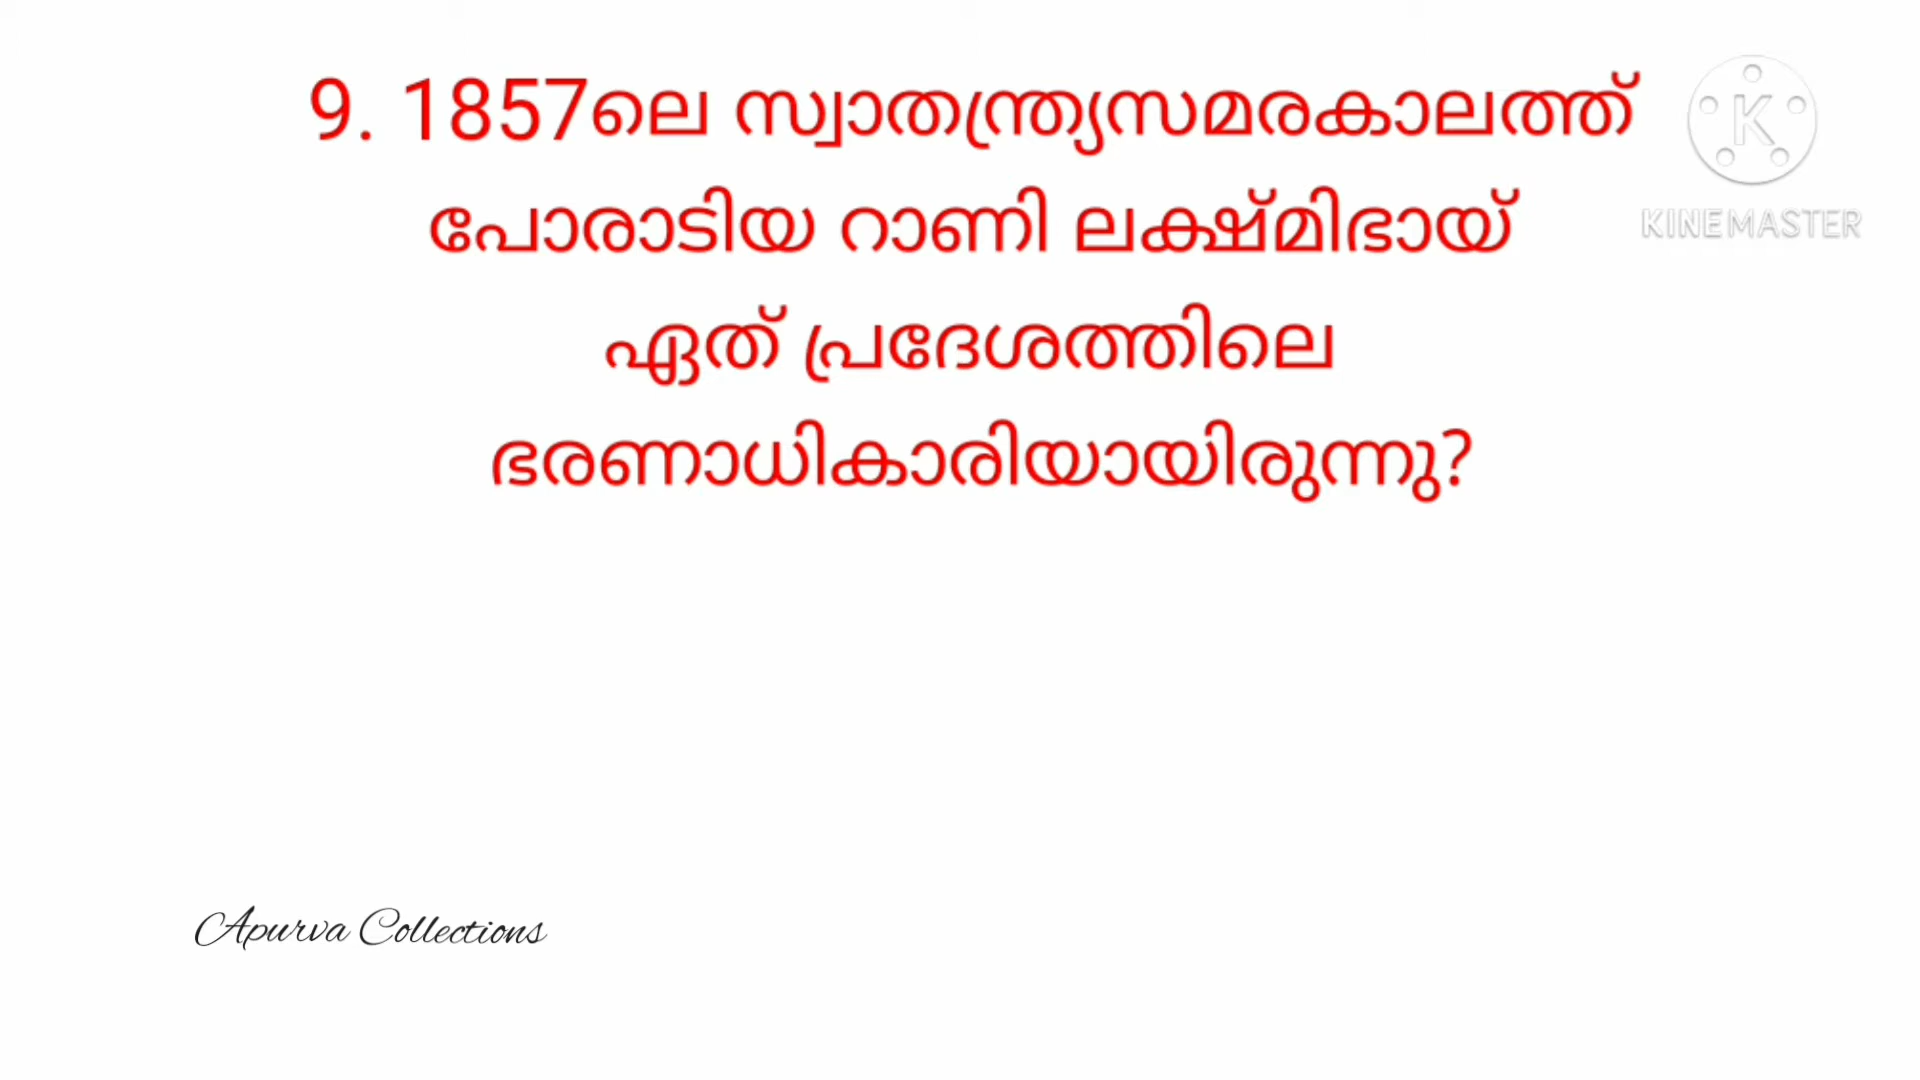 9. 1857ലെ സ്വാതന്ത്ര്യസമരകാലത്ത്
പോരാടിയ റാണി ലക്ഷ്മിഭായ്
ഏത് പ്രദേശത്തിലെ
ഭരണാധികാരിയായിരുന്നു?
K
KINEMASTER
Apurva Collections